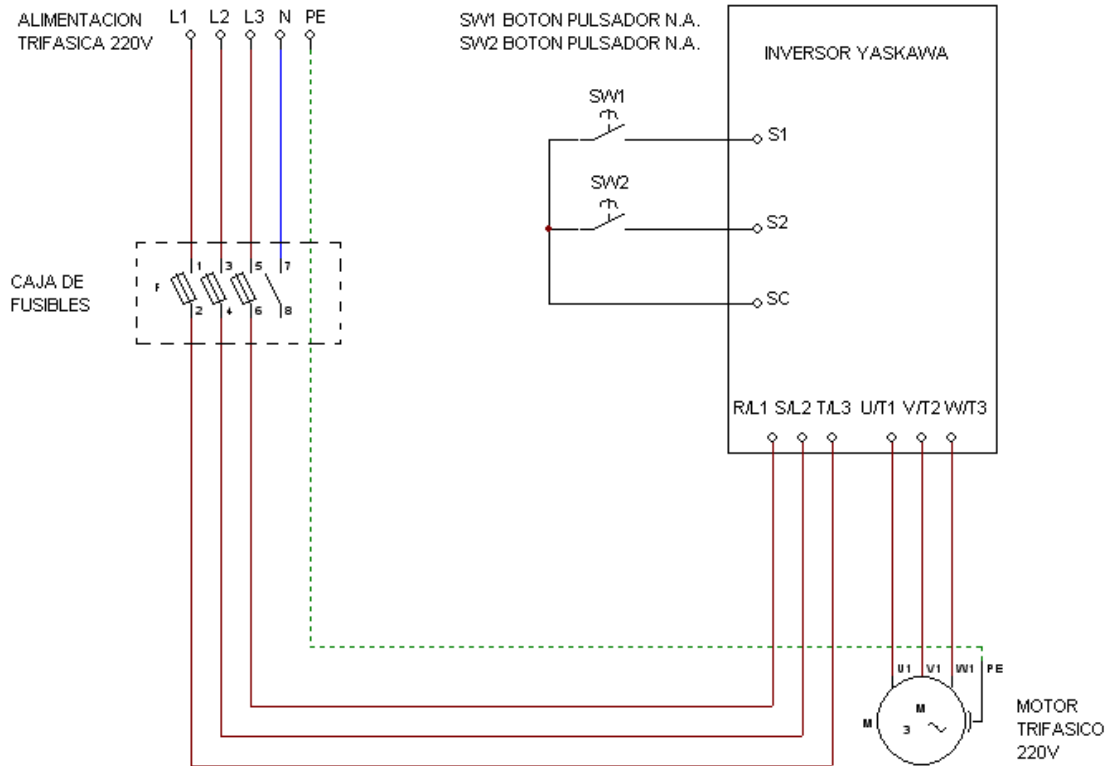 ALIMENTACION
TRIFASICA 220V
L1 L2 L3 N PE
SW1 BOTON PULSADOR N.A.
SW2 BOTON PULSADOR N.A.
INVERSOR YASKAWA
SW1
S1
SW2
S2
SC
CAJA DE
FUSIBLES
F
1 3 5 7
2 4 6 8
R/L1 S/L2 T/L3 U/T1 V/T2 W/T3
U1 V1 W1 PE
M
M
3
MOTOR
TRIFASICO
220V